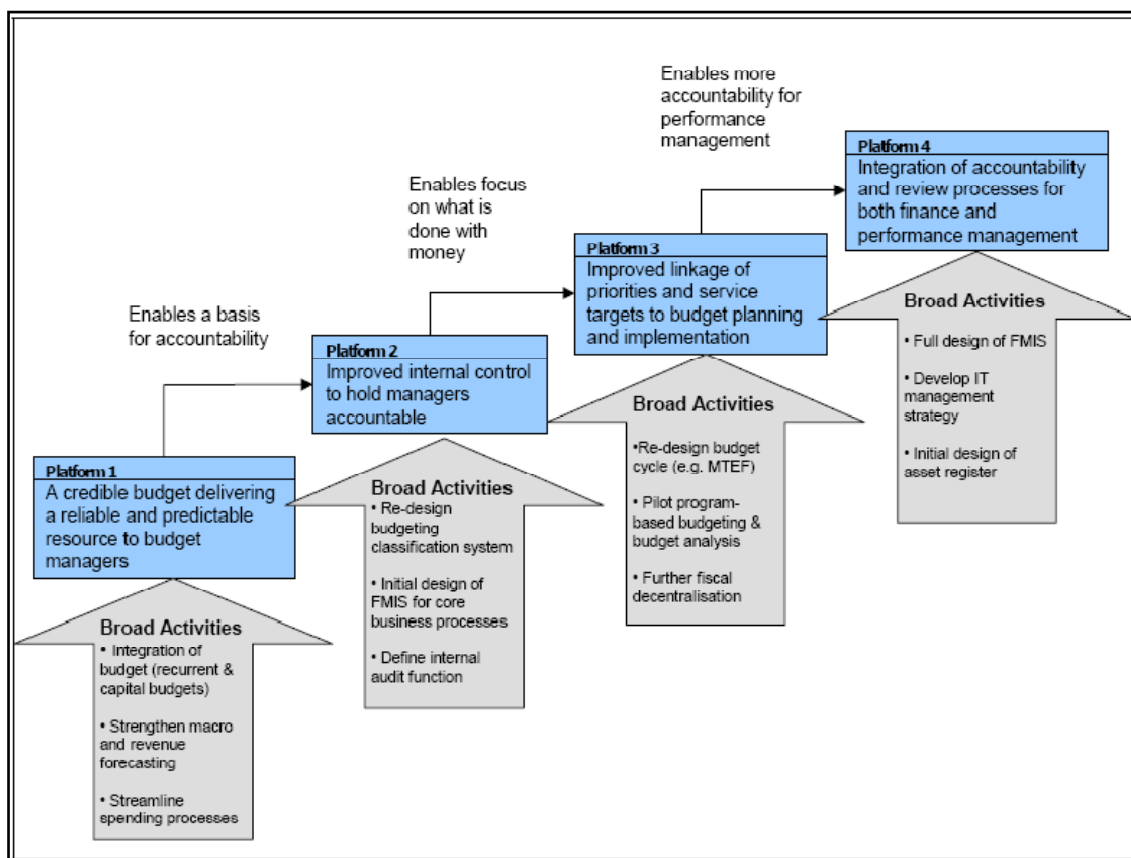 Enables more
accountability for
performance
management
Platform 4
Integration of accountability
and review processes for
both finance and
performance management
Enables focus
on what is
done with
money
Platform 3
Improved linkage of
priorities and service
targets to budget planning
and implementation
Broad Activities
• Full design of FMIS
• Develop IT
management
strategy
• Initial design of
asset register
Enables a basis
for accountability
Platform 2
Improved internal control
to hold managers
accountable
Broad Activities
•Re-design budget
cycle (e.g. MTEF)
• Pilot program-
based budgeting &
budget analysis
• Further fiscal
decentralisation
Platform 1
A credible budget delivering
a reliable and predictable
resource to budget
managers
Broad Activities
• Re-design
budgeting
classification system
• Initial design of
FMIS for core
business processes
• Define internal
audit function
Broad Activities
• Integration of
budget (recurrent &
capital budgets)
• Strengthen macro
and revenue
forecasting
• Streamline
spending processes